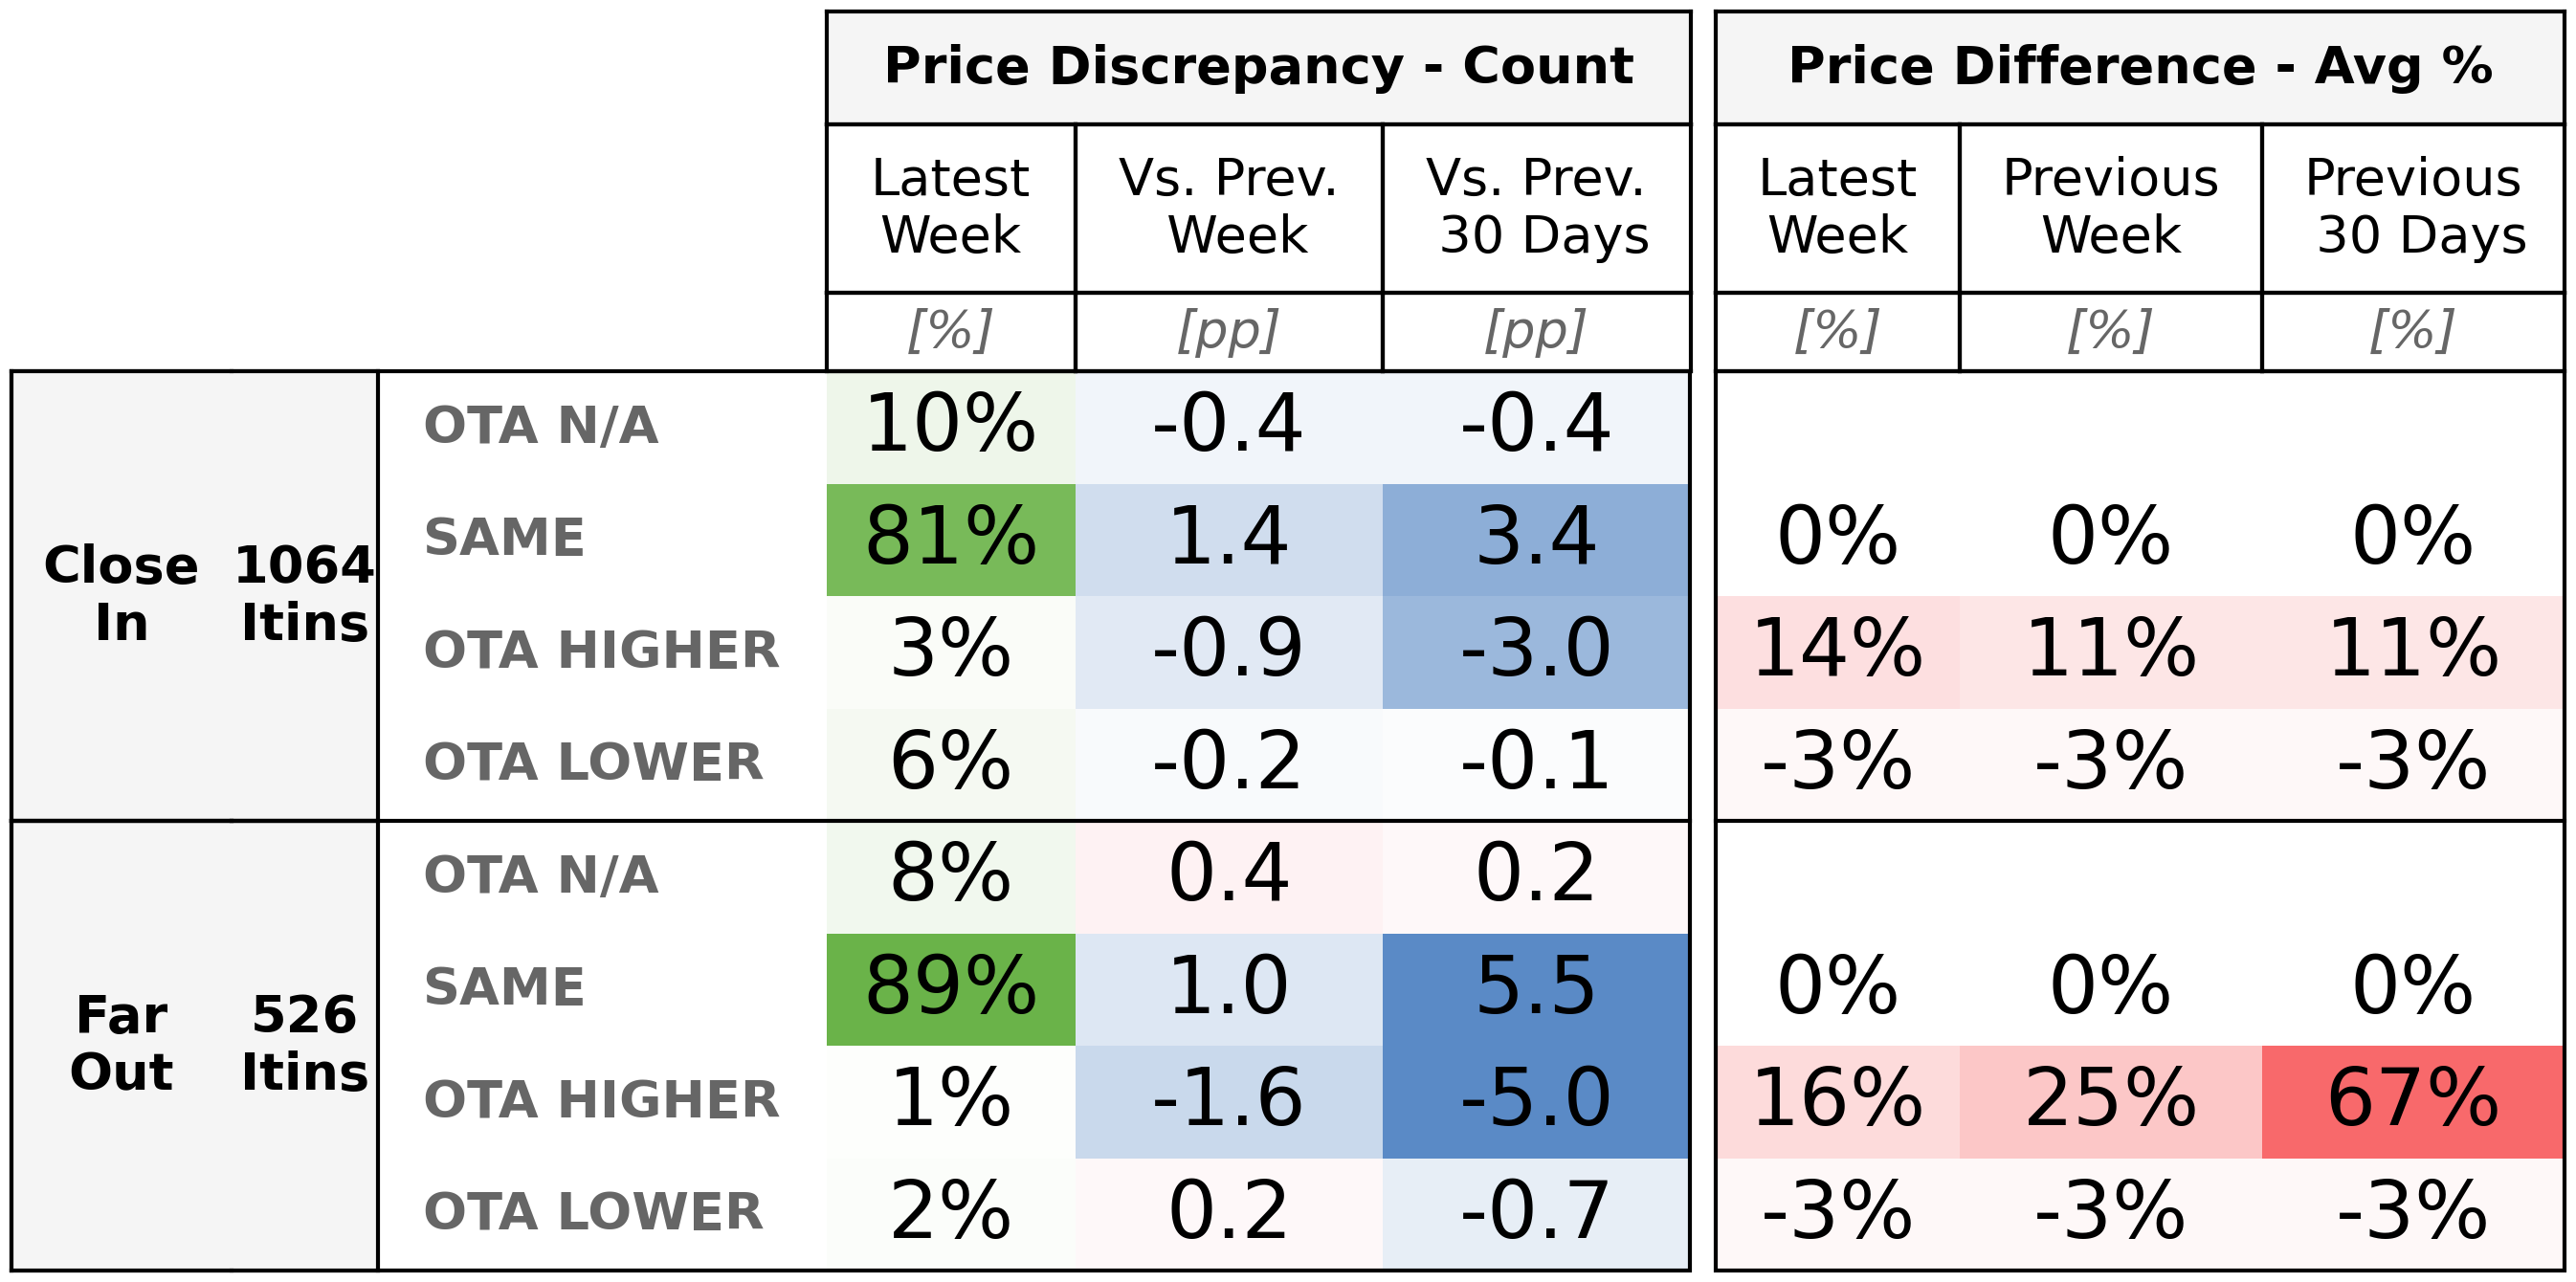 Price Discrepancy - Count Price Difference - Avg %
Latest Week Vs. Prev. Week Vs. Prev. 30 Days Latest Week Previous Week Previous 30 Days
[%] [pp] [pp] [%] [%] [%]
Close In 1064 Itins
OTA N/A 10% -0.4 -0.4
SAME 81% 1.4 3.4 0% 0% 0%
OTA HIGHER 3% -0.9 -3.0 14% 11% 11%
OTA LOWER 6% -0.2 -0.1 -3% -3% -3%
Far Out 526 Itins
OTA N/A 8% 0.4 0.2
SAME 89% 1.0 5.5 0% 0% 0%
OTA HIGHER 1% -1.6 -5.0 16% 25% 67%
OTA LOWER 2% 0.2 -0.7 -3% -3% -3%